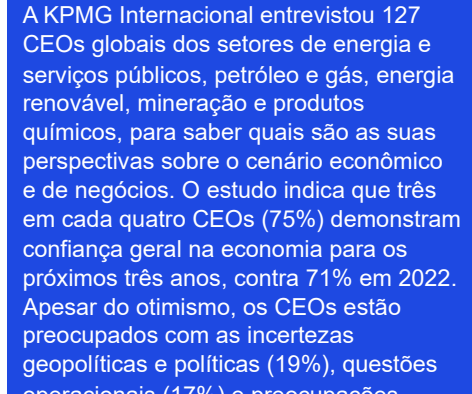 A KPMG Internacional entrevistou 127
CEOs globais dos setores de energia e
serviços públicos, petróleo e gás, energia
renovável, mineração e produtos
químicos, para saber quais são as suas
perspectivas sobre o cenário econômico
e de negócios. O estudo indica que três
em cada quatro CEOs (75%) demonstram
confiança geral na economia para os
próximos três anos, contra 71% em 2022.
Apesar do otimismo, os CEOs estão
preocupados com as incertezas
geopolíticas e políticas (19%), questões
operacionais (17%) e preocupações